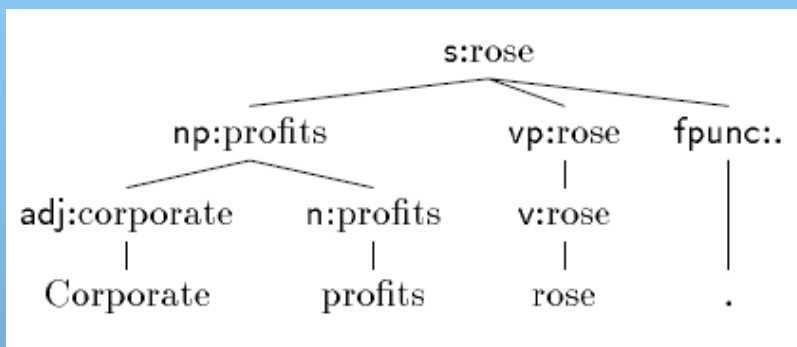 s:rose
np:profits vp:rose fpunc:.
adj:corporate n:profits v:rose
Corporate profits rose .